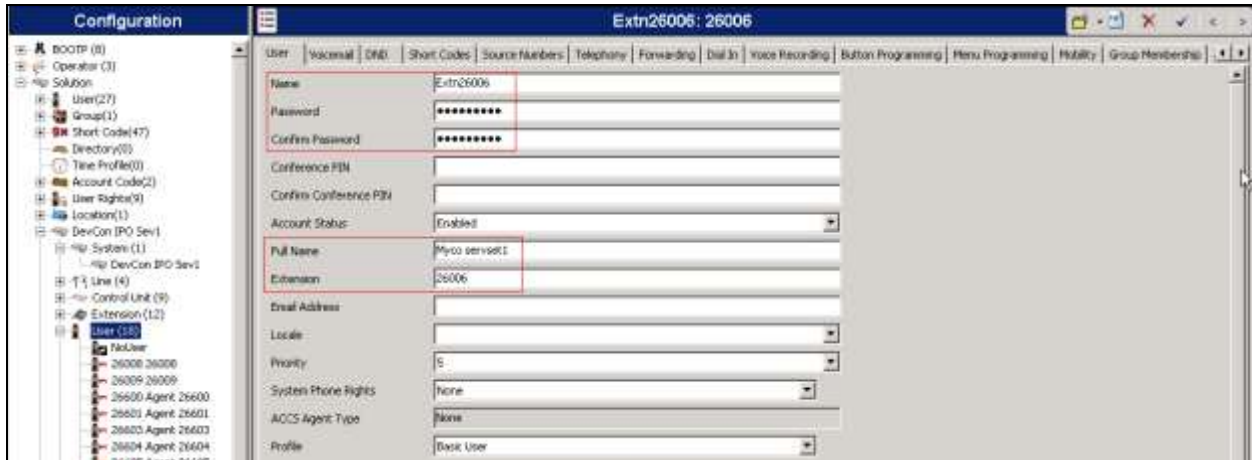 Configuration
BOOTP (8)
Operator (3)
Solution
User(27)
Group(1)
Short Code(47)
Directory(0)
Time Profile(0)
Account Code(2)
User Rights(9)
Location(1)
DevCon IPO Sev1
System (1)
DevCon IPO Sev1
Line (4)
Control Unit (9)
Extension (12)
User (18)
NoUser
26008 26008
26009 26009
26600 Agent 26600
26601 Agent 26601
26603 Agent 26603
26604 Agent 26604
Extn26006: 26006
User Voicemail DND Short Codes Source Numbers Telephony Forwarding Dial In Voice Recording Button Programming Menu Programming Mobility Group Membership
Name Extn26006
Password •••••••••
Confirm Password •••••••••
Conference PIN
Confirm Conference PIN
Account Status Enabled
Full Name Myco servset1
Extension 26006
Email Address
Locale
Priority 5
System Phone Rights None
ACCS Agent Type None
Profile Basic User